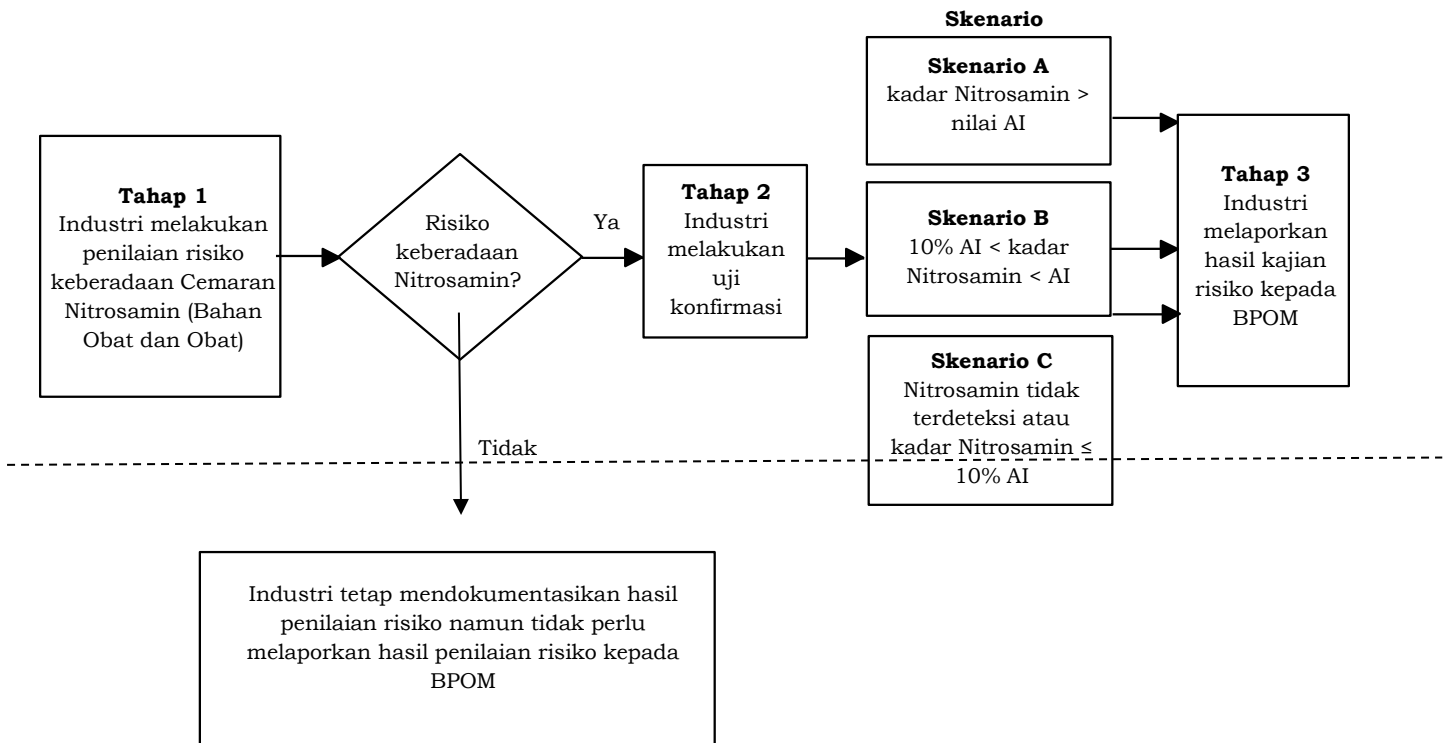 Tahap 1
Industri melakukan
penilaian risiko
keberadaan Cemaran
Nitrosamin (Bahan
Obat dan Obat)
Risiko
keberadaan
Nitrosamin?
Ya
Tidak
Tahap 2
Industri
melakukan
uji
konfirmasi
Skenario
Skenario A
kadar Nitrosamin >
nilai AI
Skenario B
10% AI < kadar
Nitrosamin < AI
Skenario C
Nitrosamin tidak
terdeteksi atau
kadar Nitrosamin ≤
10% AI
Tahap 3
Industri
melaporkan
hasil kajian
risiko kepada
BPOM
Industri tetap mendokumentasikan hasil
penilaian risiko namun tidak perlu
melaporkan hasil penilaian risiko kepada
BPOM